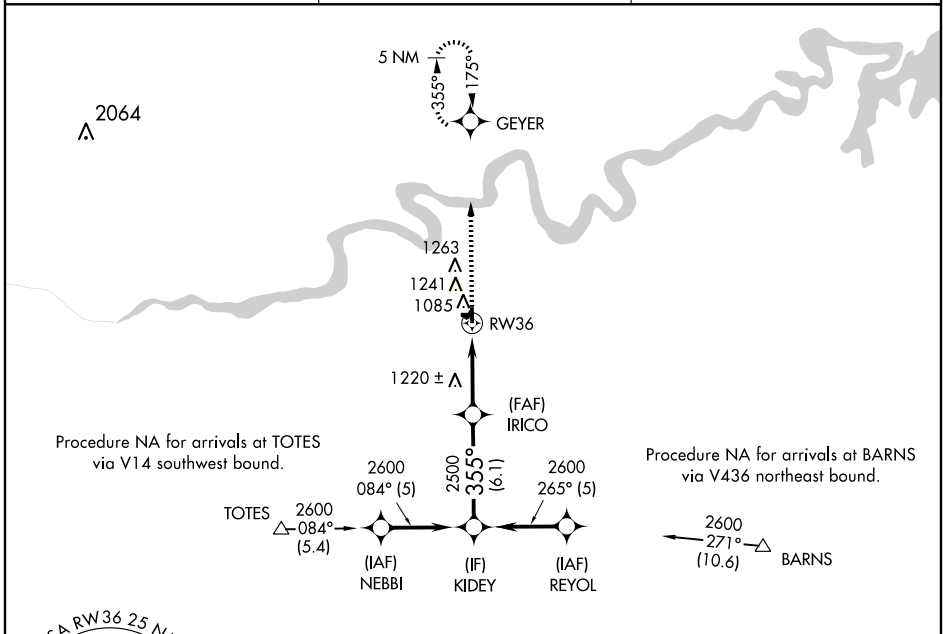 5 NM
355°
175°
GEYER
2064
1263
1241
1085
RW36
1220 ±
(FAF)
IRICO
Procedure NA for arrivals at TOTES
via V14 southwest bound.
Procedure NA for arrivals at BARNS
via V436 northeast bound.
2600
084° (5)
2500
355°
(6.1)
2600
265° (5)
TOTES
2600
084°
(5.4)
2600
271°
(10.6)
BARNS
(IAF)
NEBBI
(IF)
KIDEY
(IAF)
REYOL
RW36 25